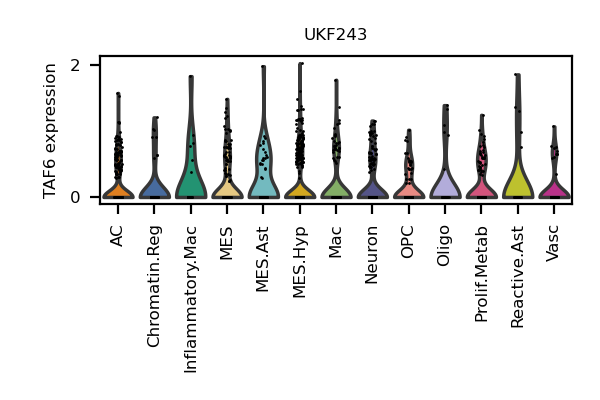 UKF243
TAF6 expression
2
0
AC
Chromatin.Reg
Inflammatory.Mac
MES
MES.Ast
MES.Hyp
Mac
Neuron
OPC
Oligo
Prolif.Metab
Reactive.Ast
Vasc